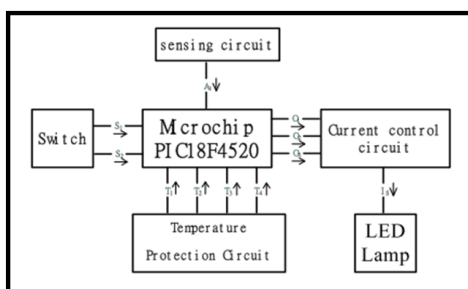 sensing circuit
A₁
Switch
S₁
S₂
Microchip
PIC18F4520
Current control
circuit
T₁ T₂ T₃ T₄
Temperature
Protection Circuit
LED
Lamp